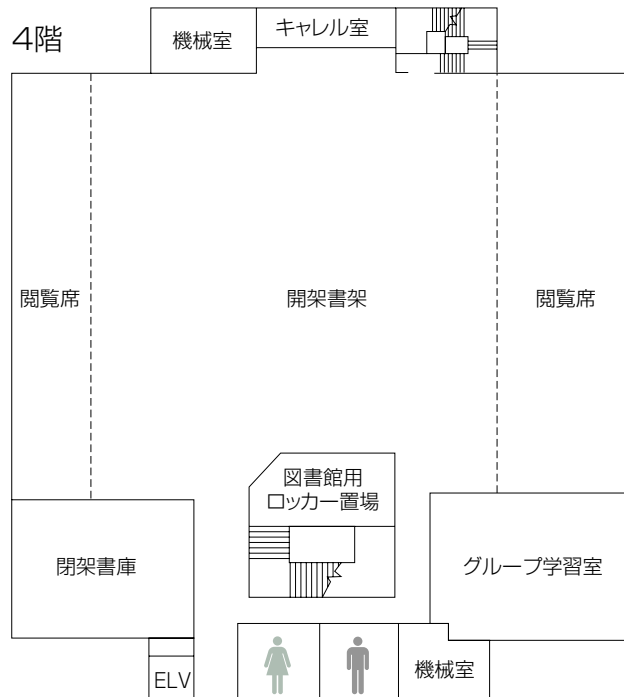 4階
機械室
キャレル室
閲覧席
開架書架
閲覧席
図書館用
ロッカー置場
閉架書庫
グループ学習室
ELV
機械室